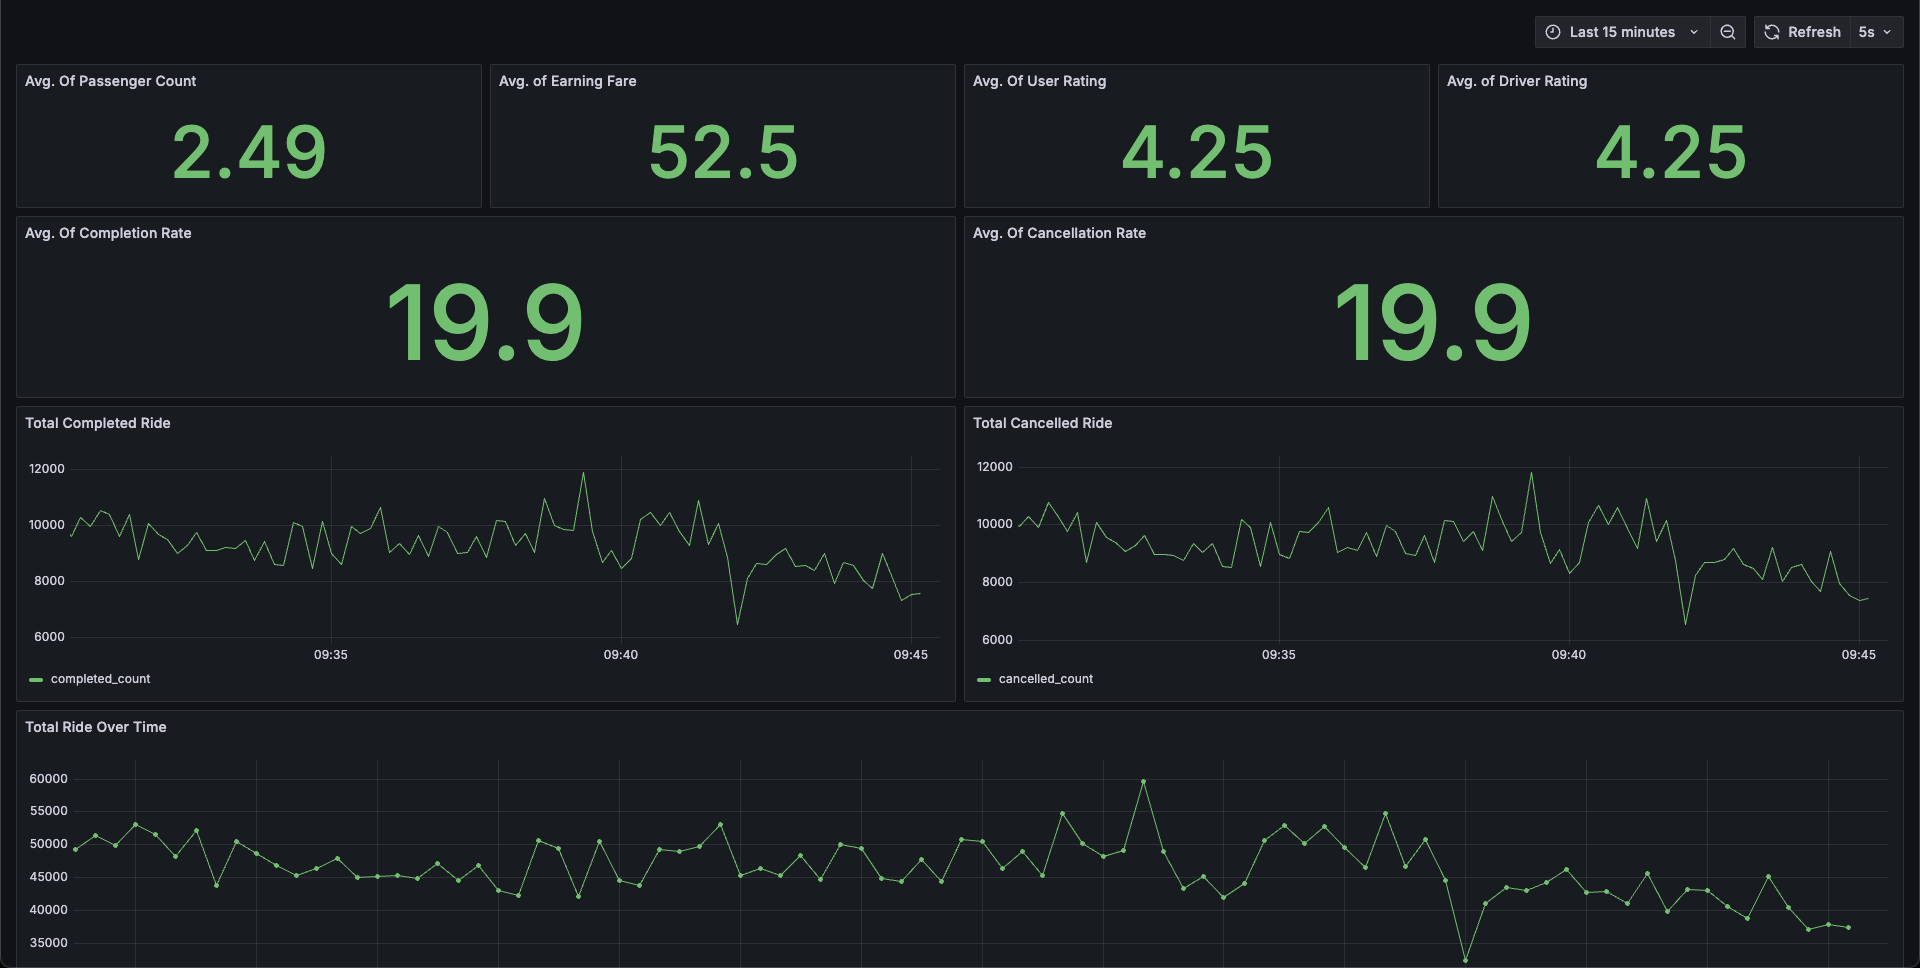 Last 15 minutes
Refresh
5s
Avg. Of Passenger Count
2.49
Avg. of Earning Fare
52.5
Avg. Of User Rating
4.25
Avg. of Driver Rating
4.25
Avg. Of Completion Rate
19.9
Avg. Of Cancellation Rate
19.9
Total Completed Ride
12000
10000
8000
6000
09:35
09:40
09:45
completed_count
Total Cancelled Ride
12000
10000
8000
6000
09:35
09:40
09:45
cancelled_count
Total Ride Over Time
60000
55000
50000
45000
40000
35000